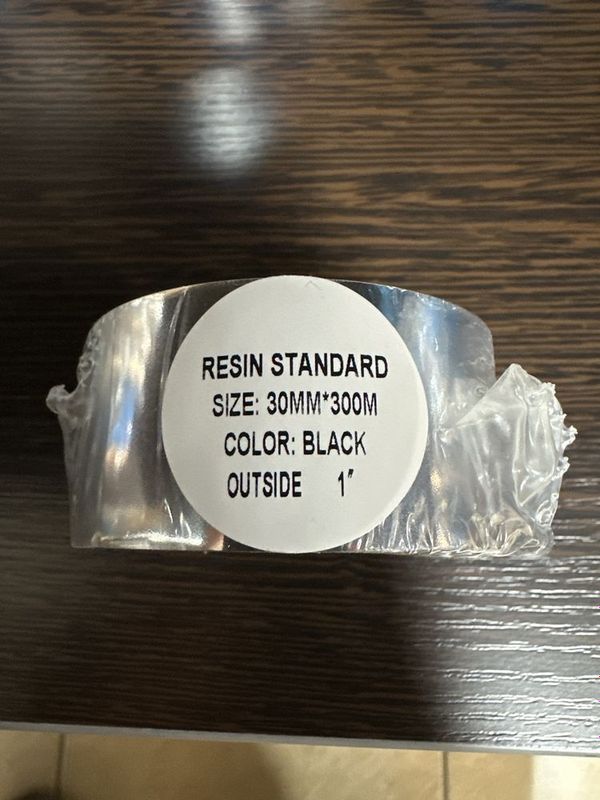 RESIN STANDARD
SIZE: 30MM*300M
COLOR: BLACK
OUTSIDE 1″